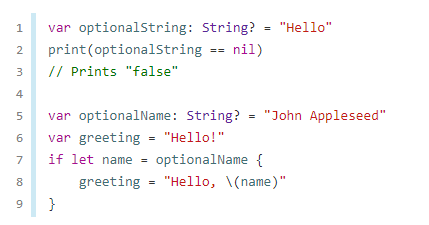 1 var optionalString: String? = "Hello"
2 print(optionalString == nil)
3 // Prints "false"
4
5 var optionalName: String? = "John Appleseed"
6 var greeting = "Hello!"
7 if let name = optionalName {
8     greeting = "Hello, \(name)"
9 }